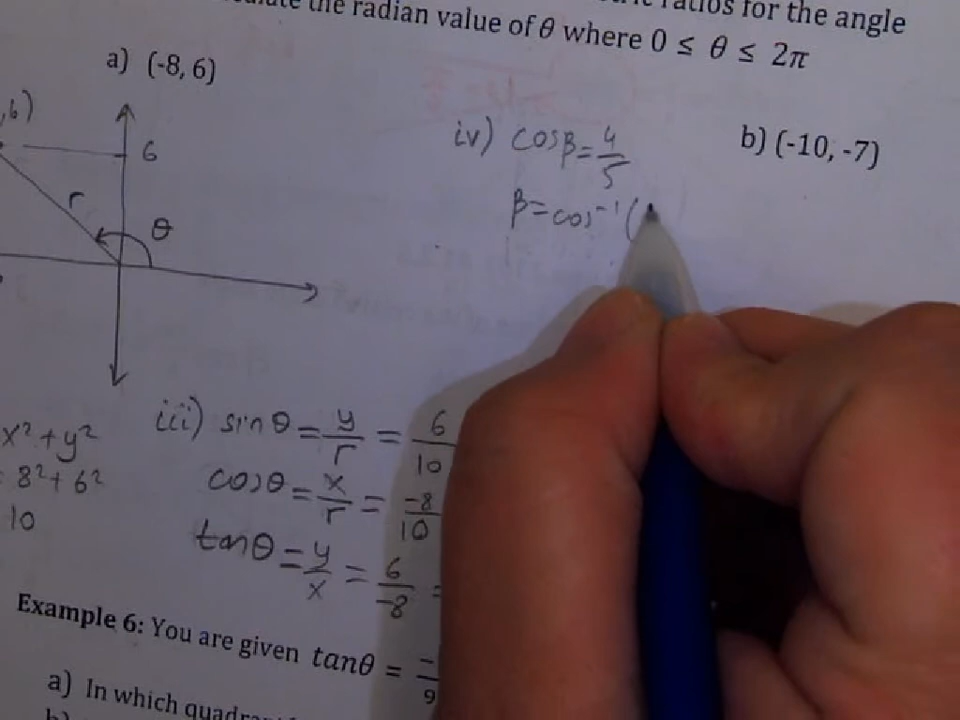 the radian value of θ where 0 ≤ θ ≤ 2π
ratios for the angle
a) (-8, 6)
6)
6
r
θ
iv) cosβ = 4/5
β = cos⁻¹ (
b) (-10, -7)
x² + y²
8² + 6²
10
iii) sinθ = y/r = 6/10
cosθ = x/r = -8/10
tanθ = y/x = 6/-8 =
Example 6: You are given tanθ = -/9
a) In which